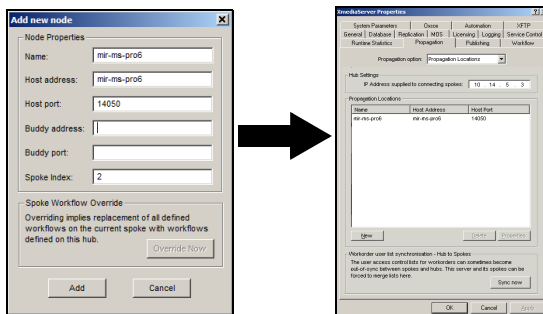 Add new node
Node Properties
Name: mir-ms-pro6
Host address: mir-ms-pro6
Host port: 14050
Buddy address:
Buddy port:
Spoke Index: 2
Spoke Workflow Override
Overriding implies replacement of all defined
workflows on the current spoke with workflows
defined on this hub.
Override Now
Add Cancel
XmediaServer Properties
System Parameters Oxcoe Automation XFTP
General Database Replication MOS Licensing Logging Service Control
Runtime Statistics Propagation Publishing Workflow
Propagation option: Propagation Locations
Hub Settings
IP Address supplied to connecting spokes: 10 . 14 . 5 . 3
Propagation Locations
Name Host Address Host Port
mir-ms-pro6 mir-ms-pro6 14050
New Delete Properties
Workorder user list synchronisation - Hub to Spokes
The user access control lists for workorders can sometimes become
out-of-sync between spokes and hubs. This server and its spokes can be
forced to merge lists here.
Sync now
OK Cancel Apply